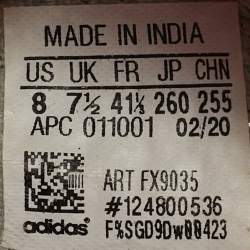 MADE IN INDIA
US UK FR JP CHN
8 7½ 41⅓ 260 255
APC 011001 02/20
ART FX9035
#124800536
adidas® F%SGD9Dw00423